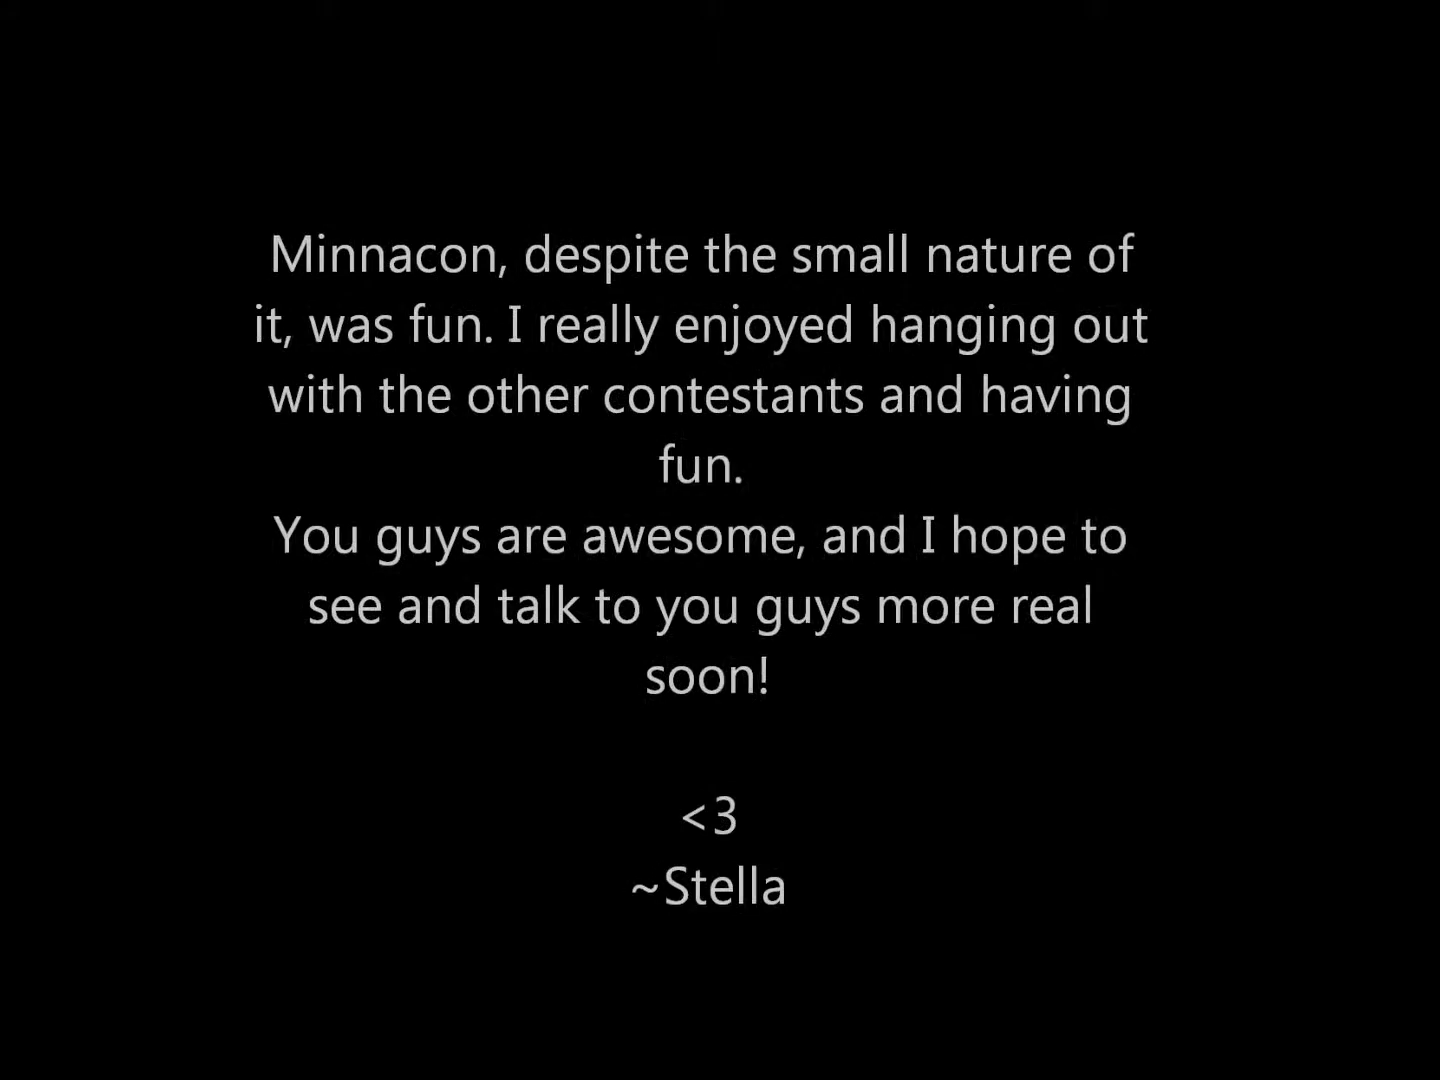 Minnacon, despite the small nature of
it, was fun. I really enjoyed hanging out
with the other contestants and having
fun.
You guys are awesome, and I hope to
see and talk to you guys more real
soon!
<3
~Stella